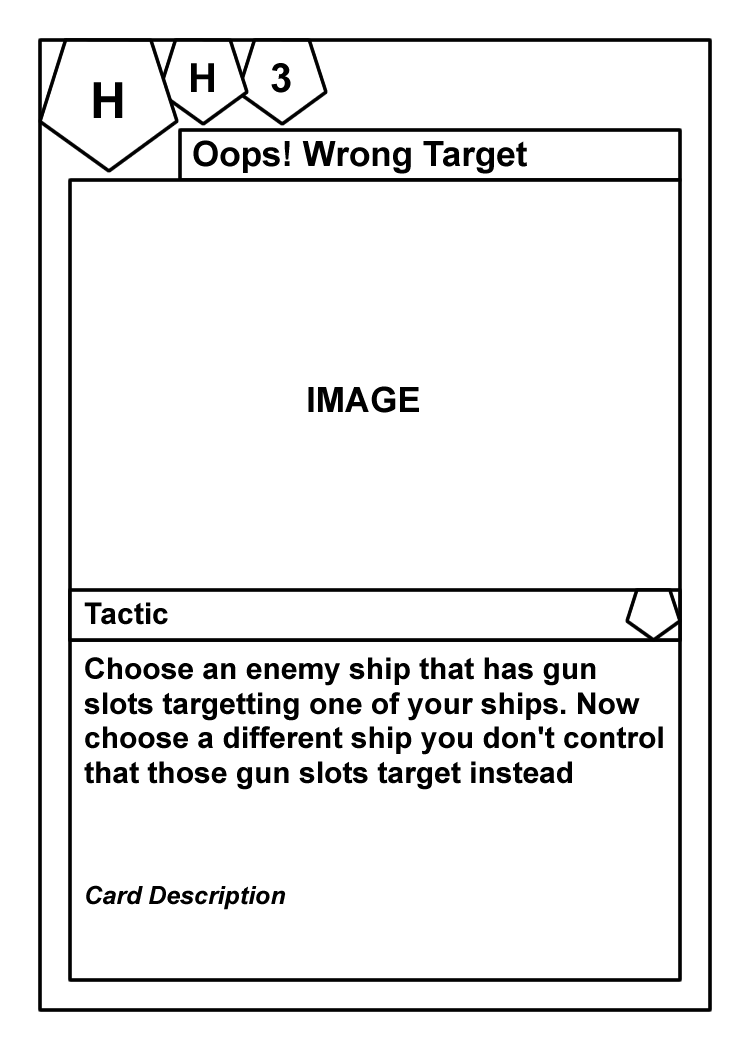 H H 3
Oops! Wrong Target
IMAGE
Tactic
Choose an enemy ship that has gun
slots targetting one of your ships. Now
choose a different ship you don't control
that those gun slots target instead
Card Description